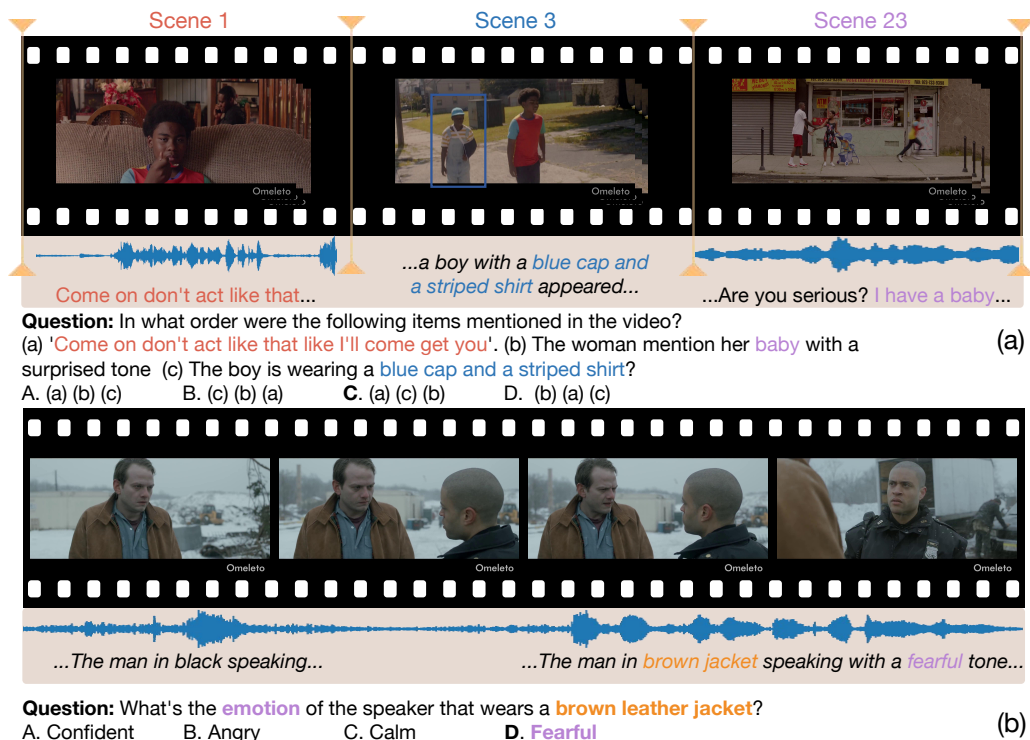 Scene 1 Scene 3 Scene 23
Omeleto Omeleto Omeleto
...a boy with a blue cap and
a striped shirt appeared...
Come on don't act like that... ...Are you serious? I have a baby...
Question: In what order were the following items mentioned in the video?
(a) 'Come on don't act like that like I'll come get you'. (b) The woman mention her baby with a
surprised tone (c) The boy is wearing a blue cap and a striped shirt?
A. (a) (b) (c) B. (c) (b) (a) C. (a) (c) (b) D. (b) (a) (c)
(a)
Omeleto Omeleto Omeleto Omeleto
...The man in black speaking... ...The man in brown jacket speaking with a fearful tone...
Question: What's the emotion of the speaker that wears a brown leather jacket?
A. Confident B. Angry C. Calm D. Fearful
(b)